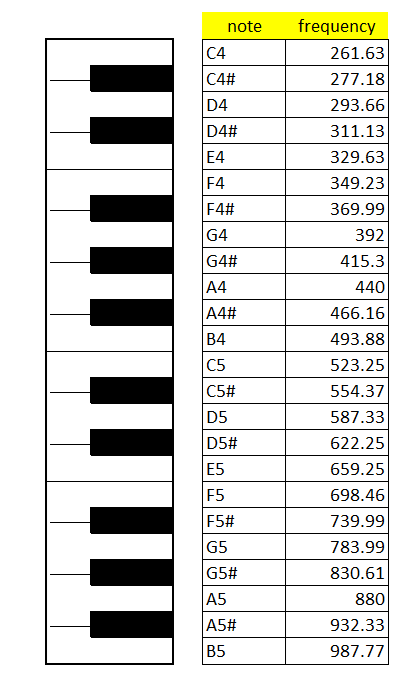 note frequency
C4 261.63
C4# 277.18
D4 293.66
D4# 311.13
E4 329.63
F4 349.23
F4# 369.99
G4 392
G4# 415.3
A4 440
A4# 466.16
B4 493.88
C5 523.25
C5# 554.37
D5 587.33
D5# 622.25
E5 659.25
F5 698.46
F5# 739.99
G5 783.99
G5# 830.61
A5 880
A5# 932.33
B5 987.77